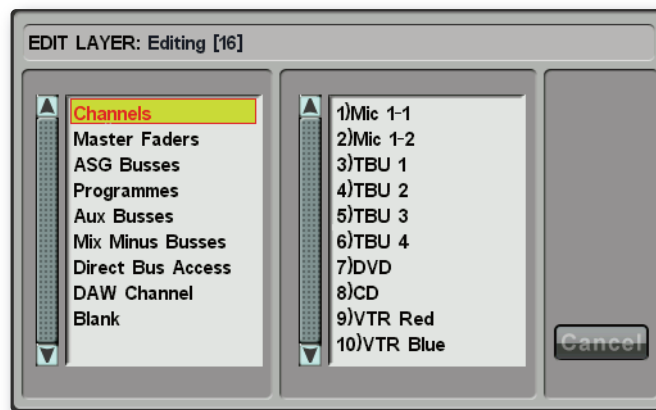 EDIT LAYER: Editing [16]
Channels
Master Faders
ASG Busses
Programmes
Aux Busses
Mix Minus Busses
Direct Bus Access
DAW Channel
Blank
1)Mic 1-1
2)Mic 1-2
3)TBU 1
4)TBU 2
5)TBU 3
6)TBU 4
7)DVD
8)CD
9)VTR Red
10)VTR Blue
Cancel